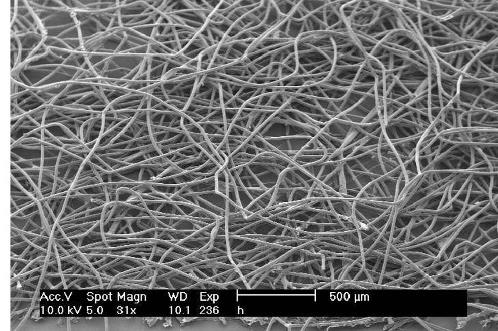 Acc.V Spot Magn WD Exp 500 µm
10.0 kV 5.0 31x 10.1 236 h